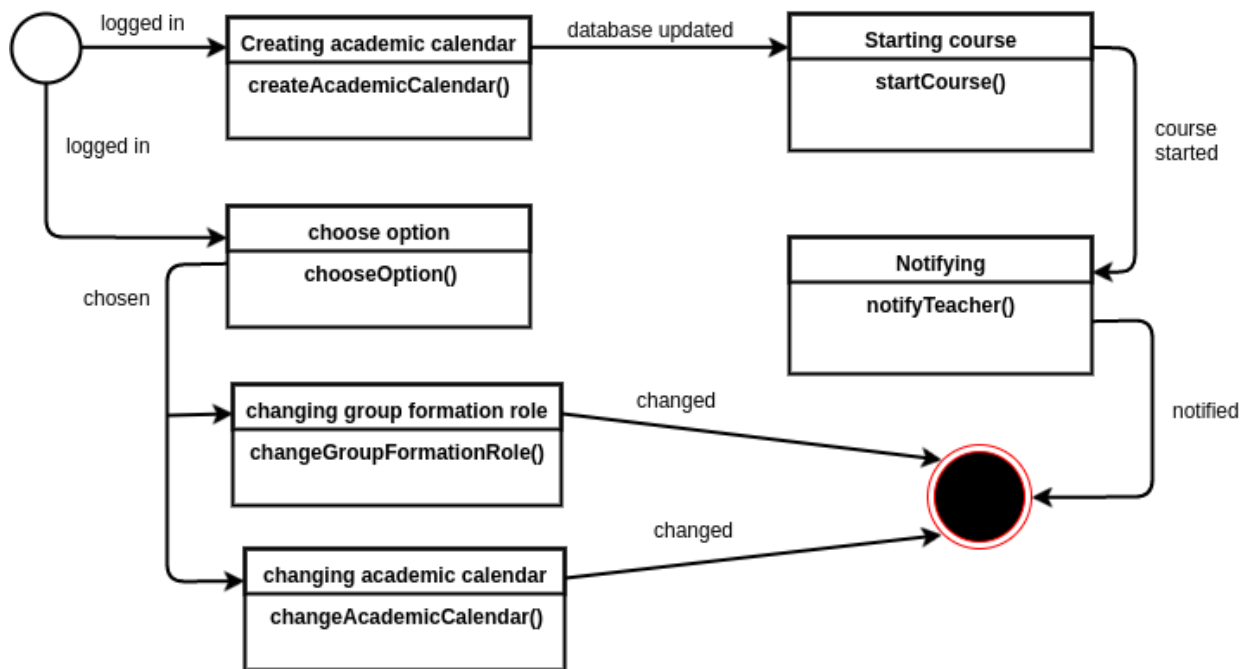 logged in
Creating academic calendar
createAcademicCalendar()
database updated
Starting course
startCourse()
course
started
logged in
choose option
chooseOption()
chosen
Notifying
notifyTeacher()
notified
changing group formation role
changeGroupFormationRole()
changed
changing academic calendar
changeAcademicCalendar()
changed